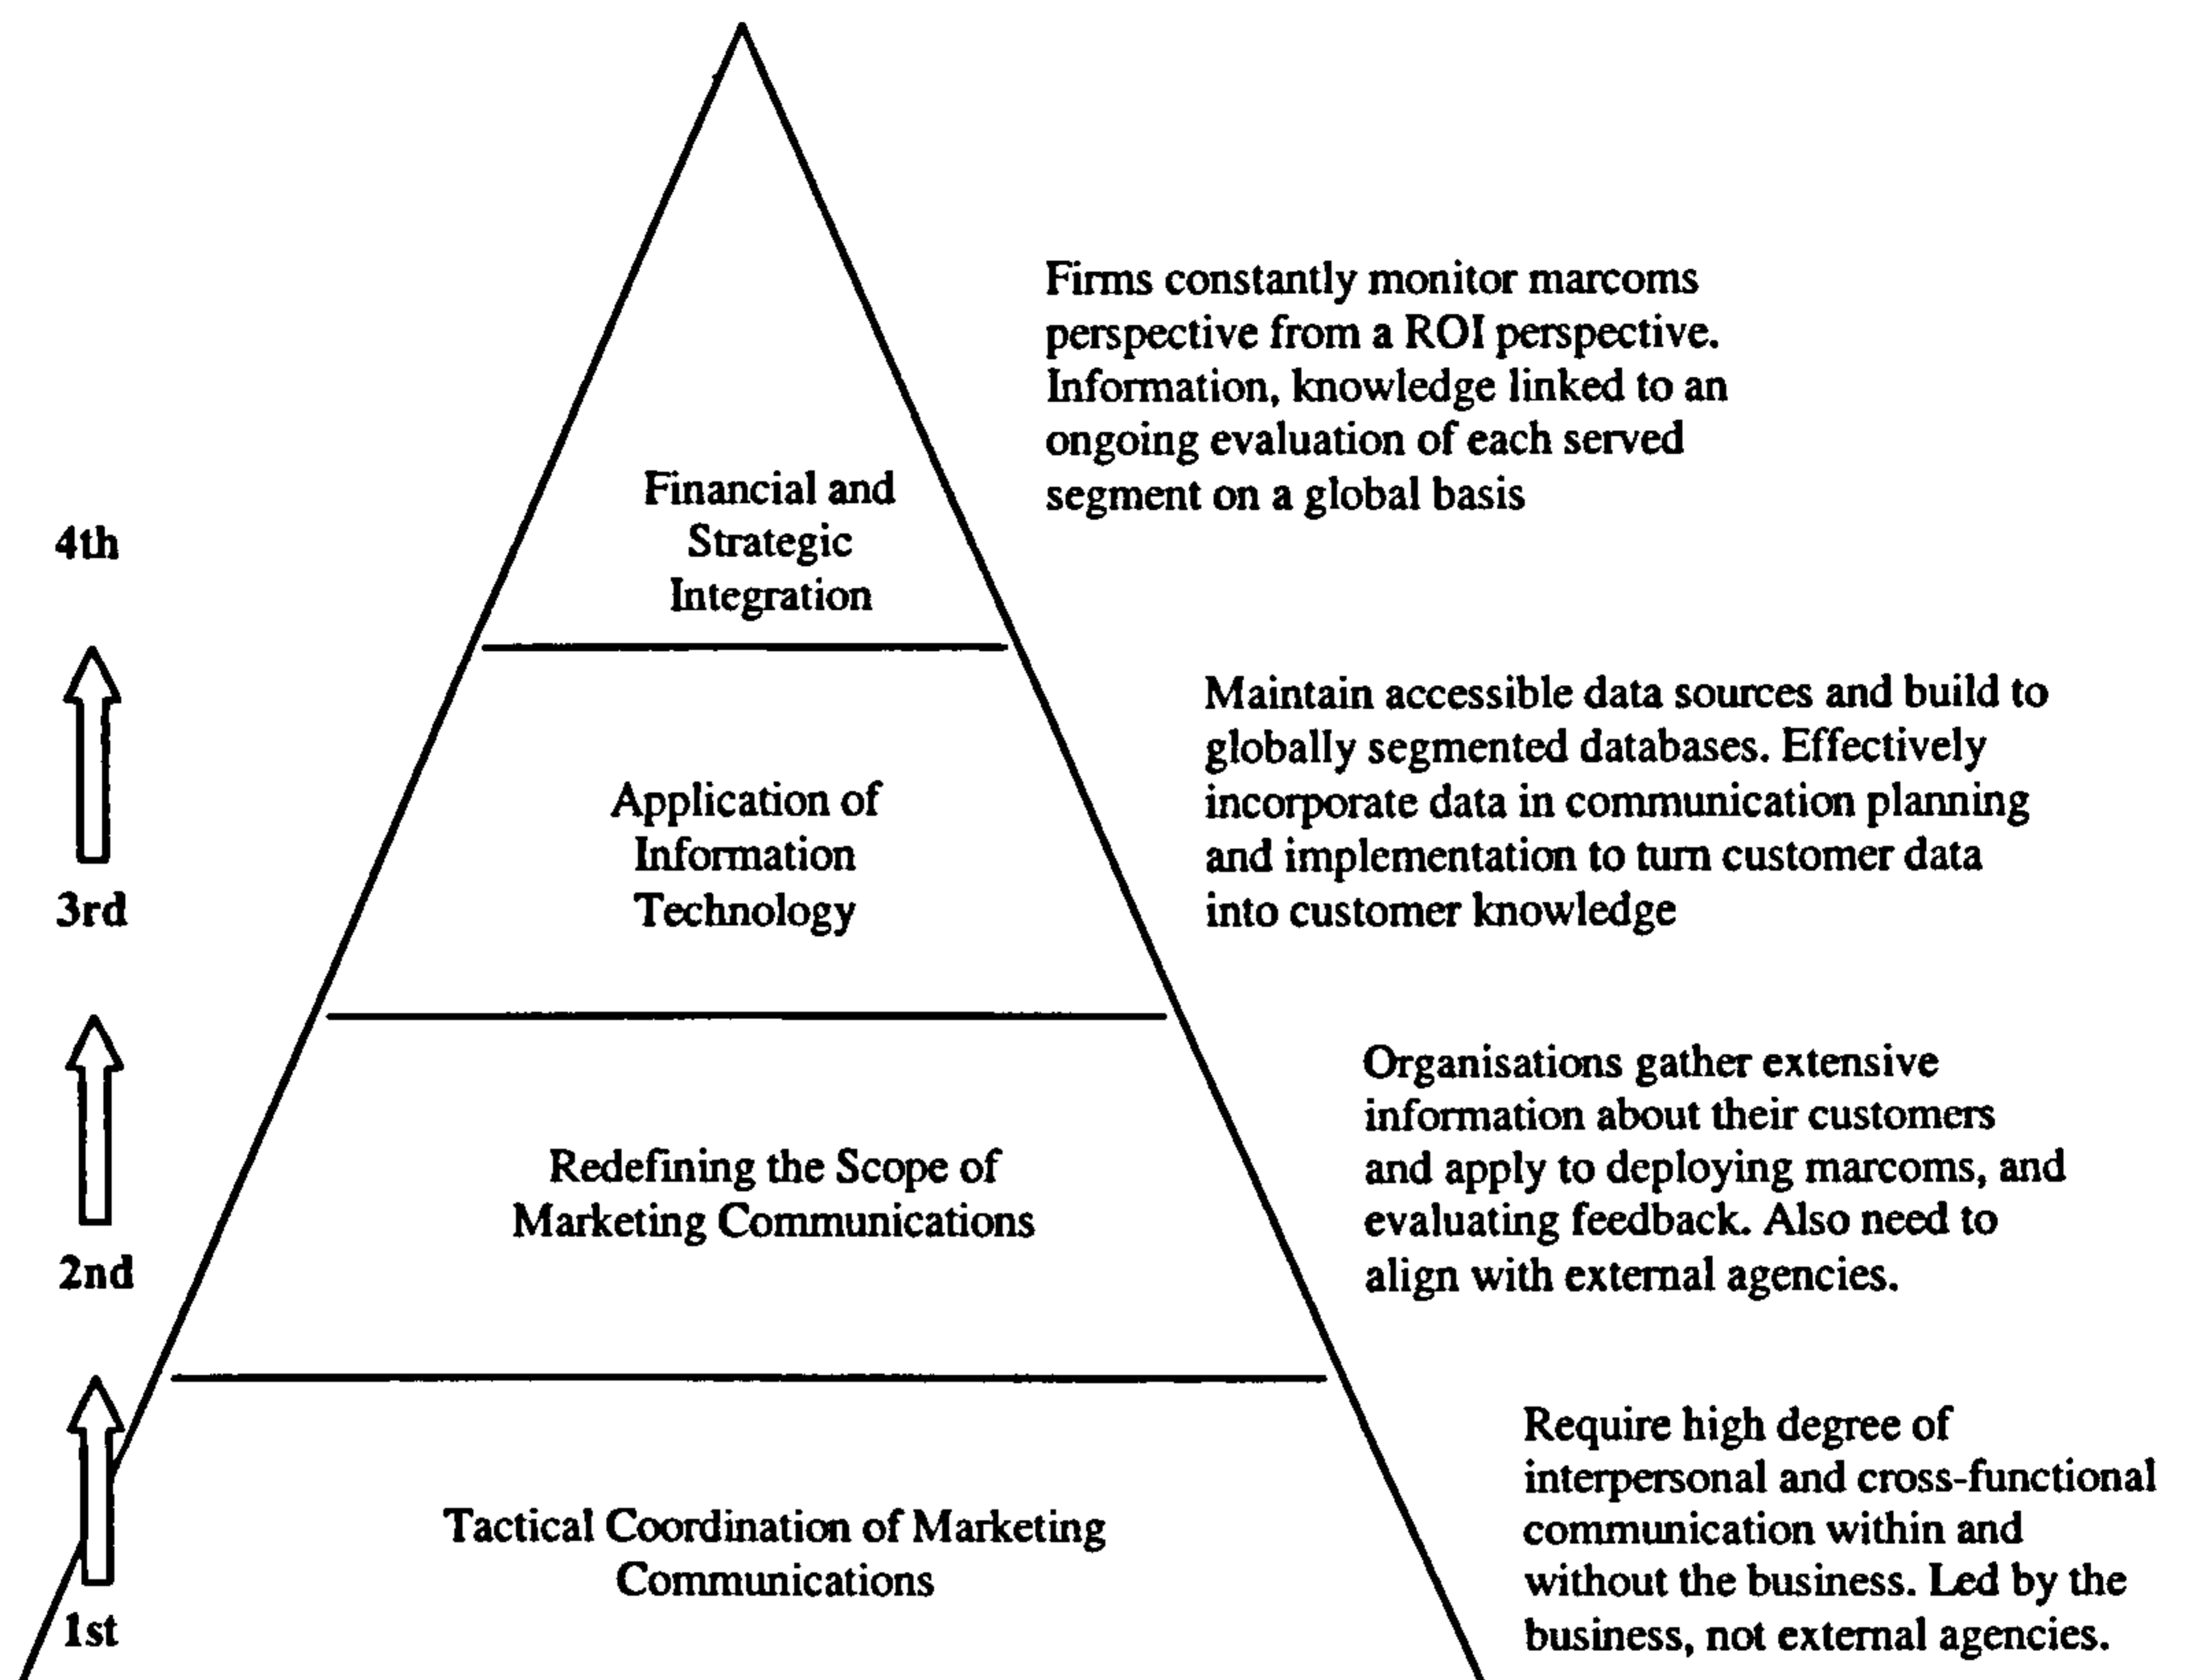 Firms constantly monitor marcoms
perspective from a ROI perspective.
Information, knowledge linked to an
ongoing evaluation of each served
segment on a global basis
Financial and
Strategic
Integration
4th
Maintain accessible data sources and build to
globally segmented databases. Effectively
incorporate data in communication planning
and implementation to turn customer data
into customer knowledge
Application of
Information
Technology
3rd
Organisations gather extensive
information about their customers
and apply to deploying marcoms, and
evaluating feedback. Also need to
align with external agencies.
Redefining the Scope of
Marketing Communications
2nd
Require high degree of
interpersonal and cross-functional
communication within and
without the business. Led by the
business, not external agencies.
Tactical Coordination of Marketing
Communications
1st